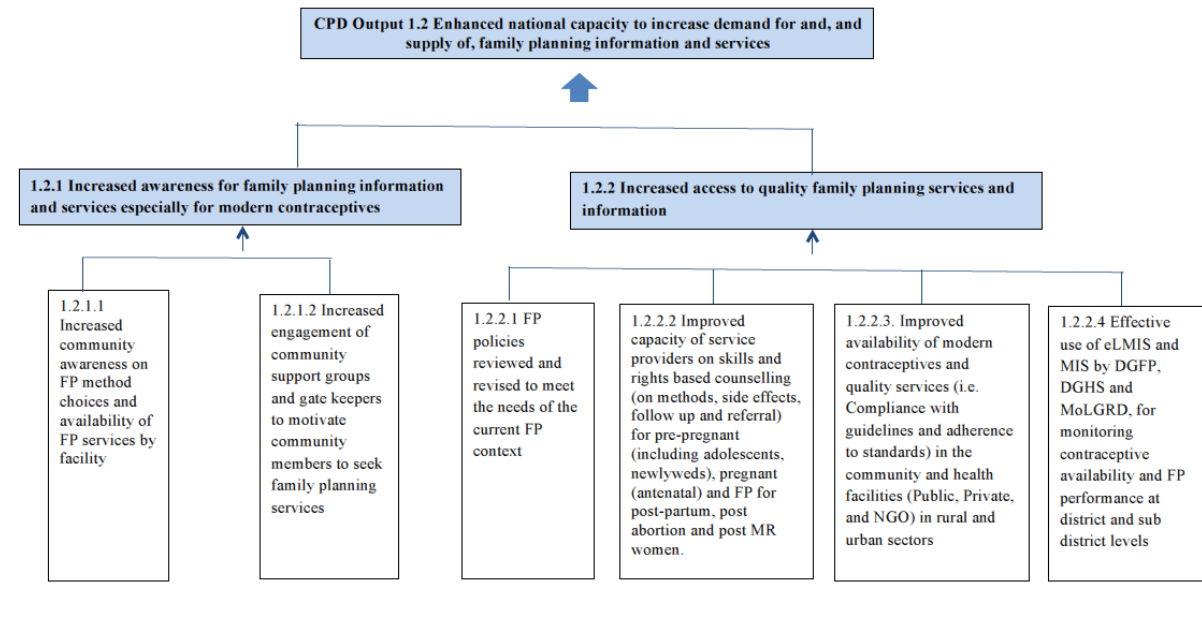 CPD Output 1.2 Enhanced national capacity to increase demand for and, and
supply of, family planning information and services
1.2.1 Increased awareness for family planning information
and services especially for modern contraceptives
1.2.2 Increased access to quality family planning services and
information
1.2.1.1
Increased
community
awareness on
FP method
choices and
availability of
FP services by
facility
1.2.1.2 Increased
engagement of
community
support groups
and gate keepers
to motivate
community
members to seek
family planning
services
1.2.2.1 FP
policies
reviewed and
revised to meet
the needs of the
current FP
context
1.2.2.2 Improved
capacity of service
providers on skills and
rights based counselling
(on methods, side effects,
follow up and referral)
for pre-pregnant
(including adolescents,
newlyweds), pregnant
(antenatal) and FP for
post-partum, post
abortion and post MR
women.
1.2.2.3. Improved
availability of modern
contraceptives and
quality services (i.e.
Compliance with
guidelines and adherence
to standards) in the
community and health
facilities (Public, Private,
and NGO) in rural and
urban sectors
1.2.2.4 Effective
use of eLMIS and
MIS by DGFP,
DGHS and
MoLGRD, for
monitoring
contraceptive
availability and FP
performance at
district and sub
district levels